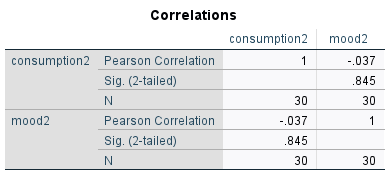 Correlations
consumption2 mood2
consumption2 Pearson Correlation 1 -.037
Sig. (2-tailed) .845
N 30 30
mood2 Pearson Correlation -.037 1
Sig. (2-tailed) .845
N 30 30